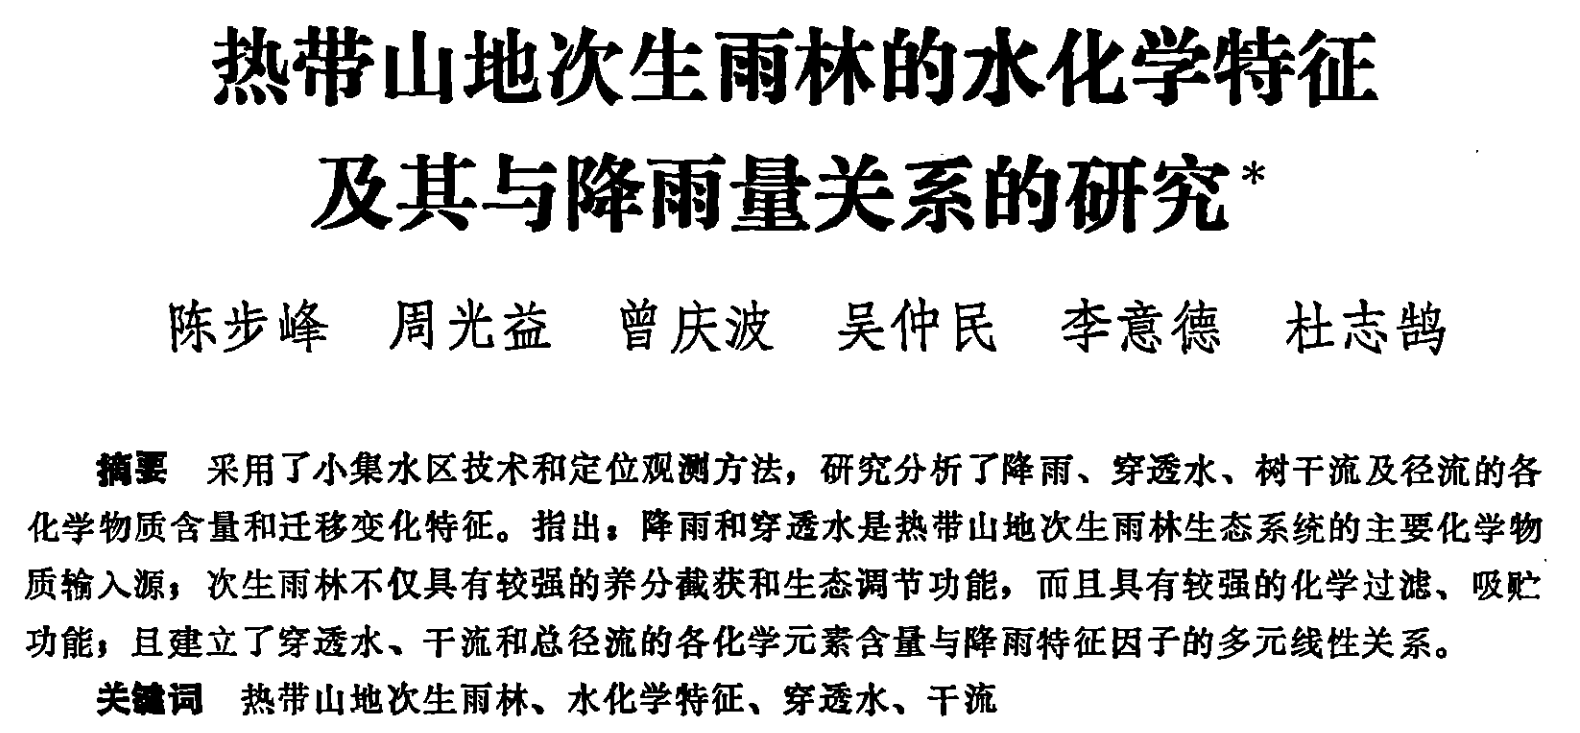 热带山地次生雨林的水化学特征
及其与降雨量关系的研究*
陈步峰 周光益 曾庆波 吴仲民 李意德 杜志鹄
摘要 采用了小集水区技术和定位观测方法，研究分析了降雨、穿透水、树干流及径流的各
化学物质含量和迁移变化特征。指出：降雨和穿透水是热带山地次生雨林生态系统的主要化学物
质输入源；次生雨林不仅具有较强的养分截获和生态调节功能，而且具有较强的化学过滤、吸贮
功能；且建立了穿透水、干流和总径流的各化学元素含量与降雨特征因子的多元线性关系。
关键词 热带山地次生雨林、水化学特征、穿透水、干流